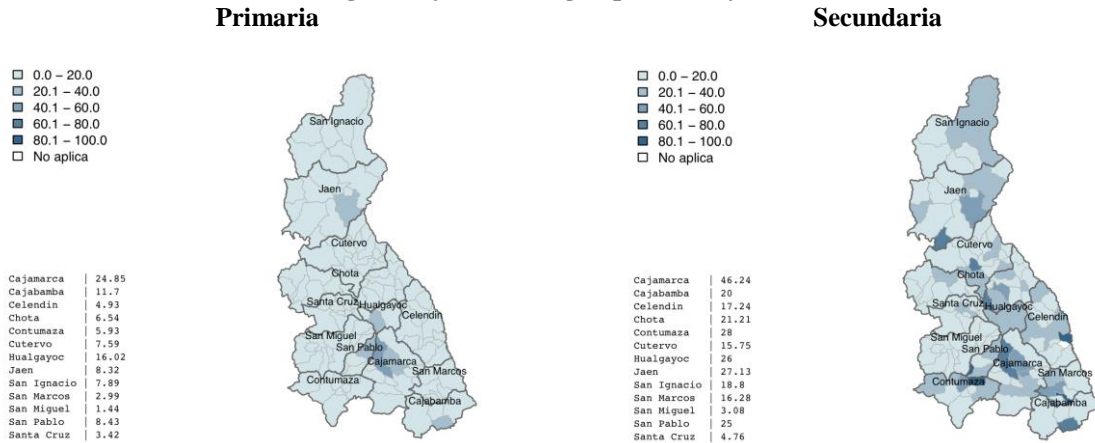 Primaria
Secundaria
0.0 – 20.0
20.1 – 40.0
40.1 – 60.0
60.1 – 80.0
80.1 – 100.0
No aplica
San Ignacio
Jaen
Cutervo
Chota
Santa Cruz
Hualgayoc
Celendin
San Miguel
San Pablo
Cajamarca
San Marcos
Contumaza
Cajabamba
Cajamarca | 24.85
Cajabamba | 11.7
Celendin | 4.93
Chota | 6.54
Contumaza | 5.93
Cutervo | 7.59
Hualgayoc | 16.02
Jaen | 8.32
San Ignacio | 7.89
San Marcos | 2.99
San Miguel | 1.44
San Pablo | 8.43
Santa Cruz | 3.42
0.0 – 20.0
20.1 – 40.0
40.1 – 60.0
60.1 – 80.0
80.1 – 100.0
No aplica
San Ignacio
Jaen
Cutervo
Chota
Santa Cruz
Hualgayoc
Celendin
San Miguel
San Pablo
Cajamarca
San Marcos
Contumaza
Cajabamba
Cajamarca | 46.24
Cajabamba | 20
Celendin | 17.24
Chota | 21.21
Contumaza | 28
Cutervo | 15.75
Hualgayoc | 26
Jaen | 27.13
San Ignacio | 18.8
San Marcos | 16.28
San Miguel | 3.08
San Pablo | 25
Santa Cruz | 4.76